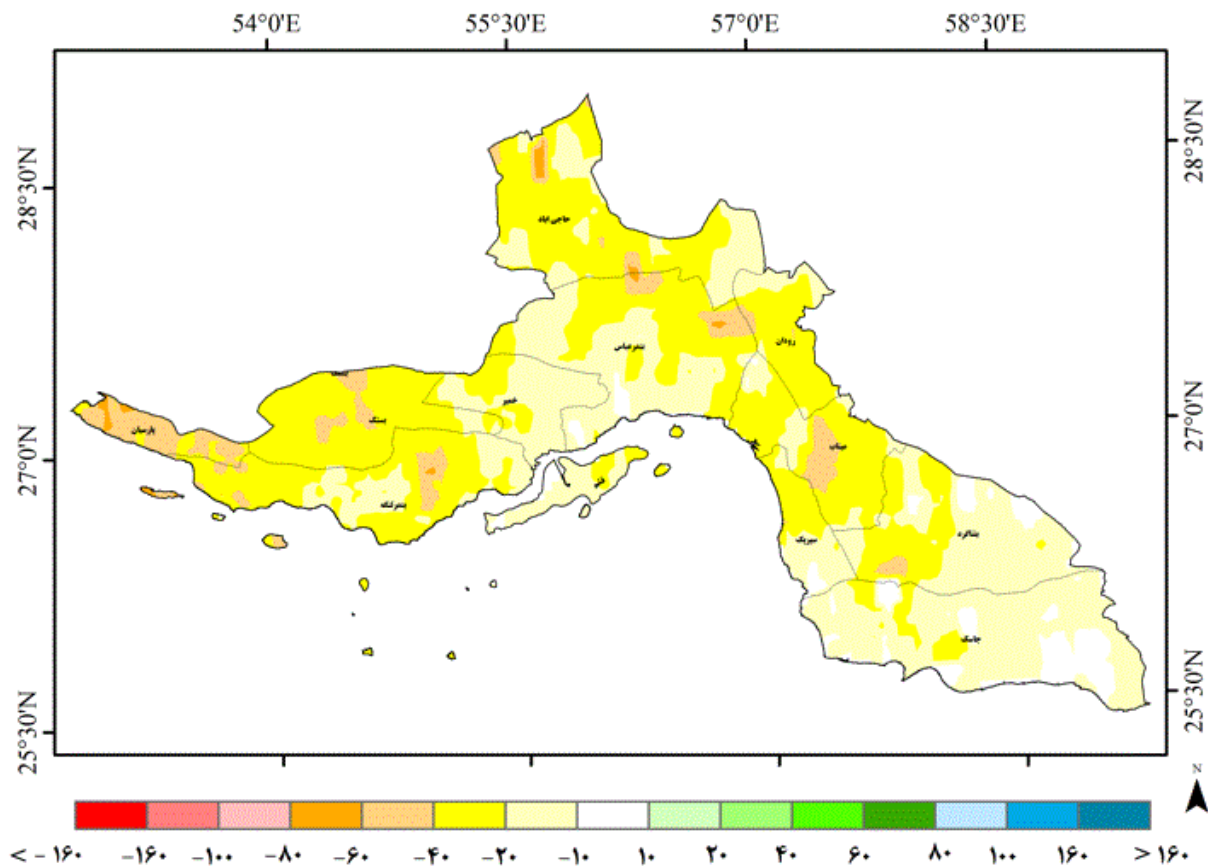 54°0'E 55°30'E 57°0'E 58°30'E
28°30'N
28°30'N
27°0'N
27°0'N
25°30'N
25°30'N
حاجی اباد
رودان
بندرعباس
خمیر
بستک
پارسیان
میناب
بندرلنگه
قشم
سیریک
بشاگرد
جاسک
N
< -۱۶۰ -۱۶۰ -۱۰۰ -۸۰ -۶۰ -۴۰ -۲۰ -۱۰ ۱۰ ۲۰ ۴۰ ۶۰ ۸۰ ۱۰۰ ۱۶۰ >۱۶۰